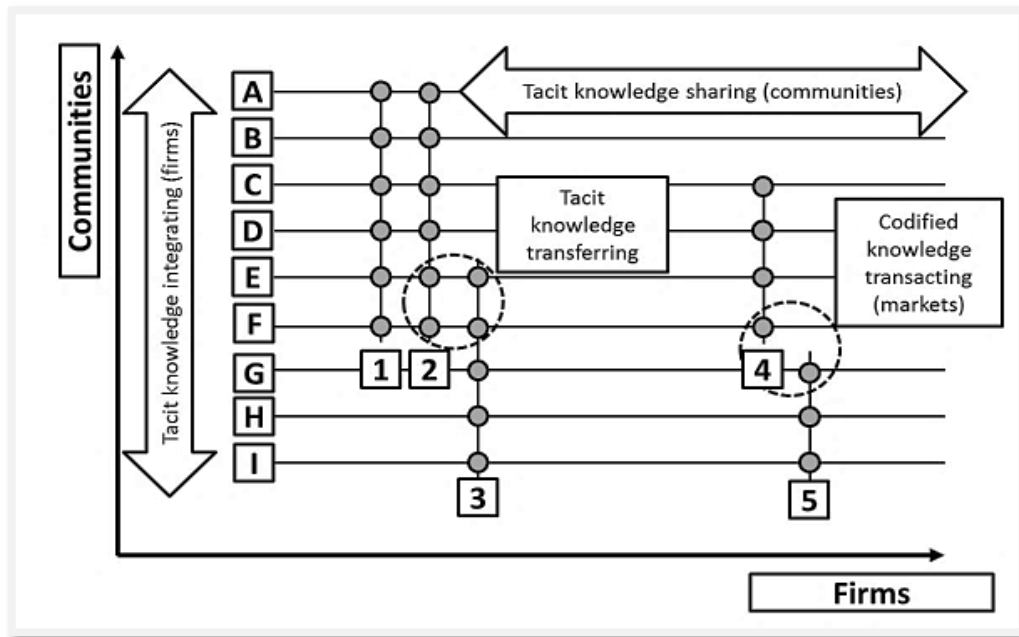 Communities
Tacit knowledge integrating (firms)
A
Tacit knowledge sharing (communities)
B
C
Tacit
knowledge
transferring
D
Codified
knowledge
transacting
(markets)
E
F
1
2
4
G
H
I
3
5
Firms